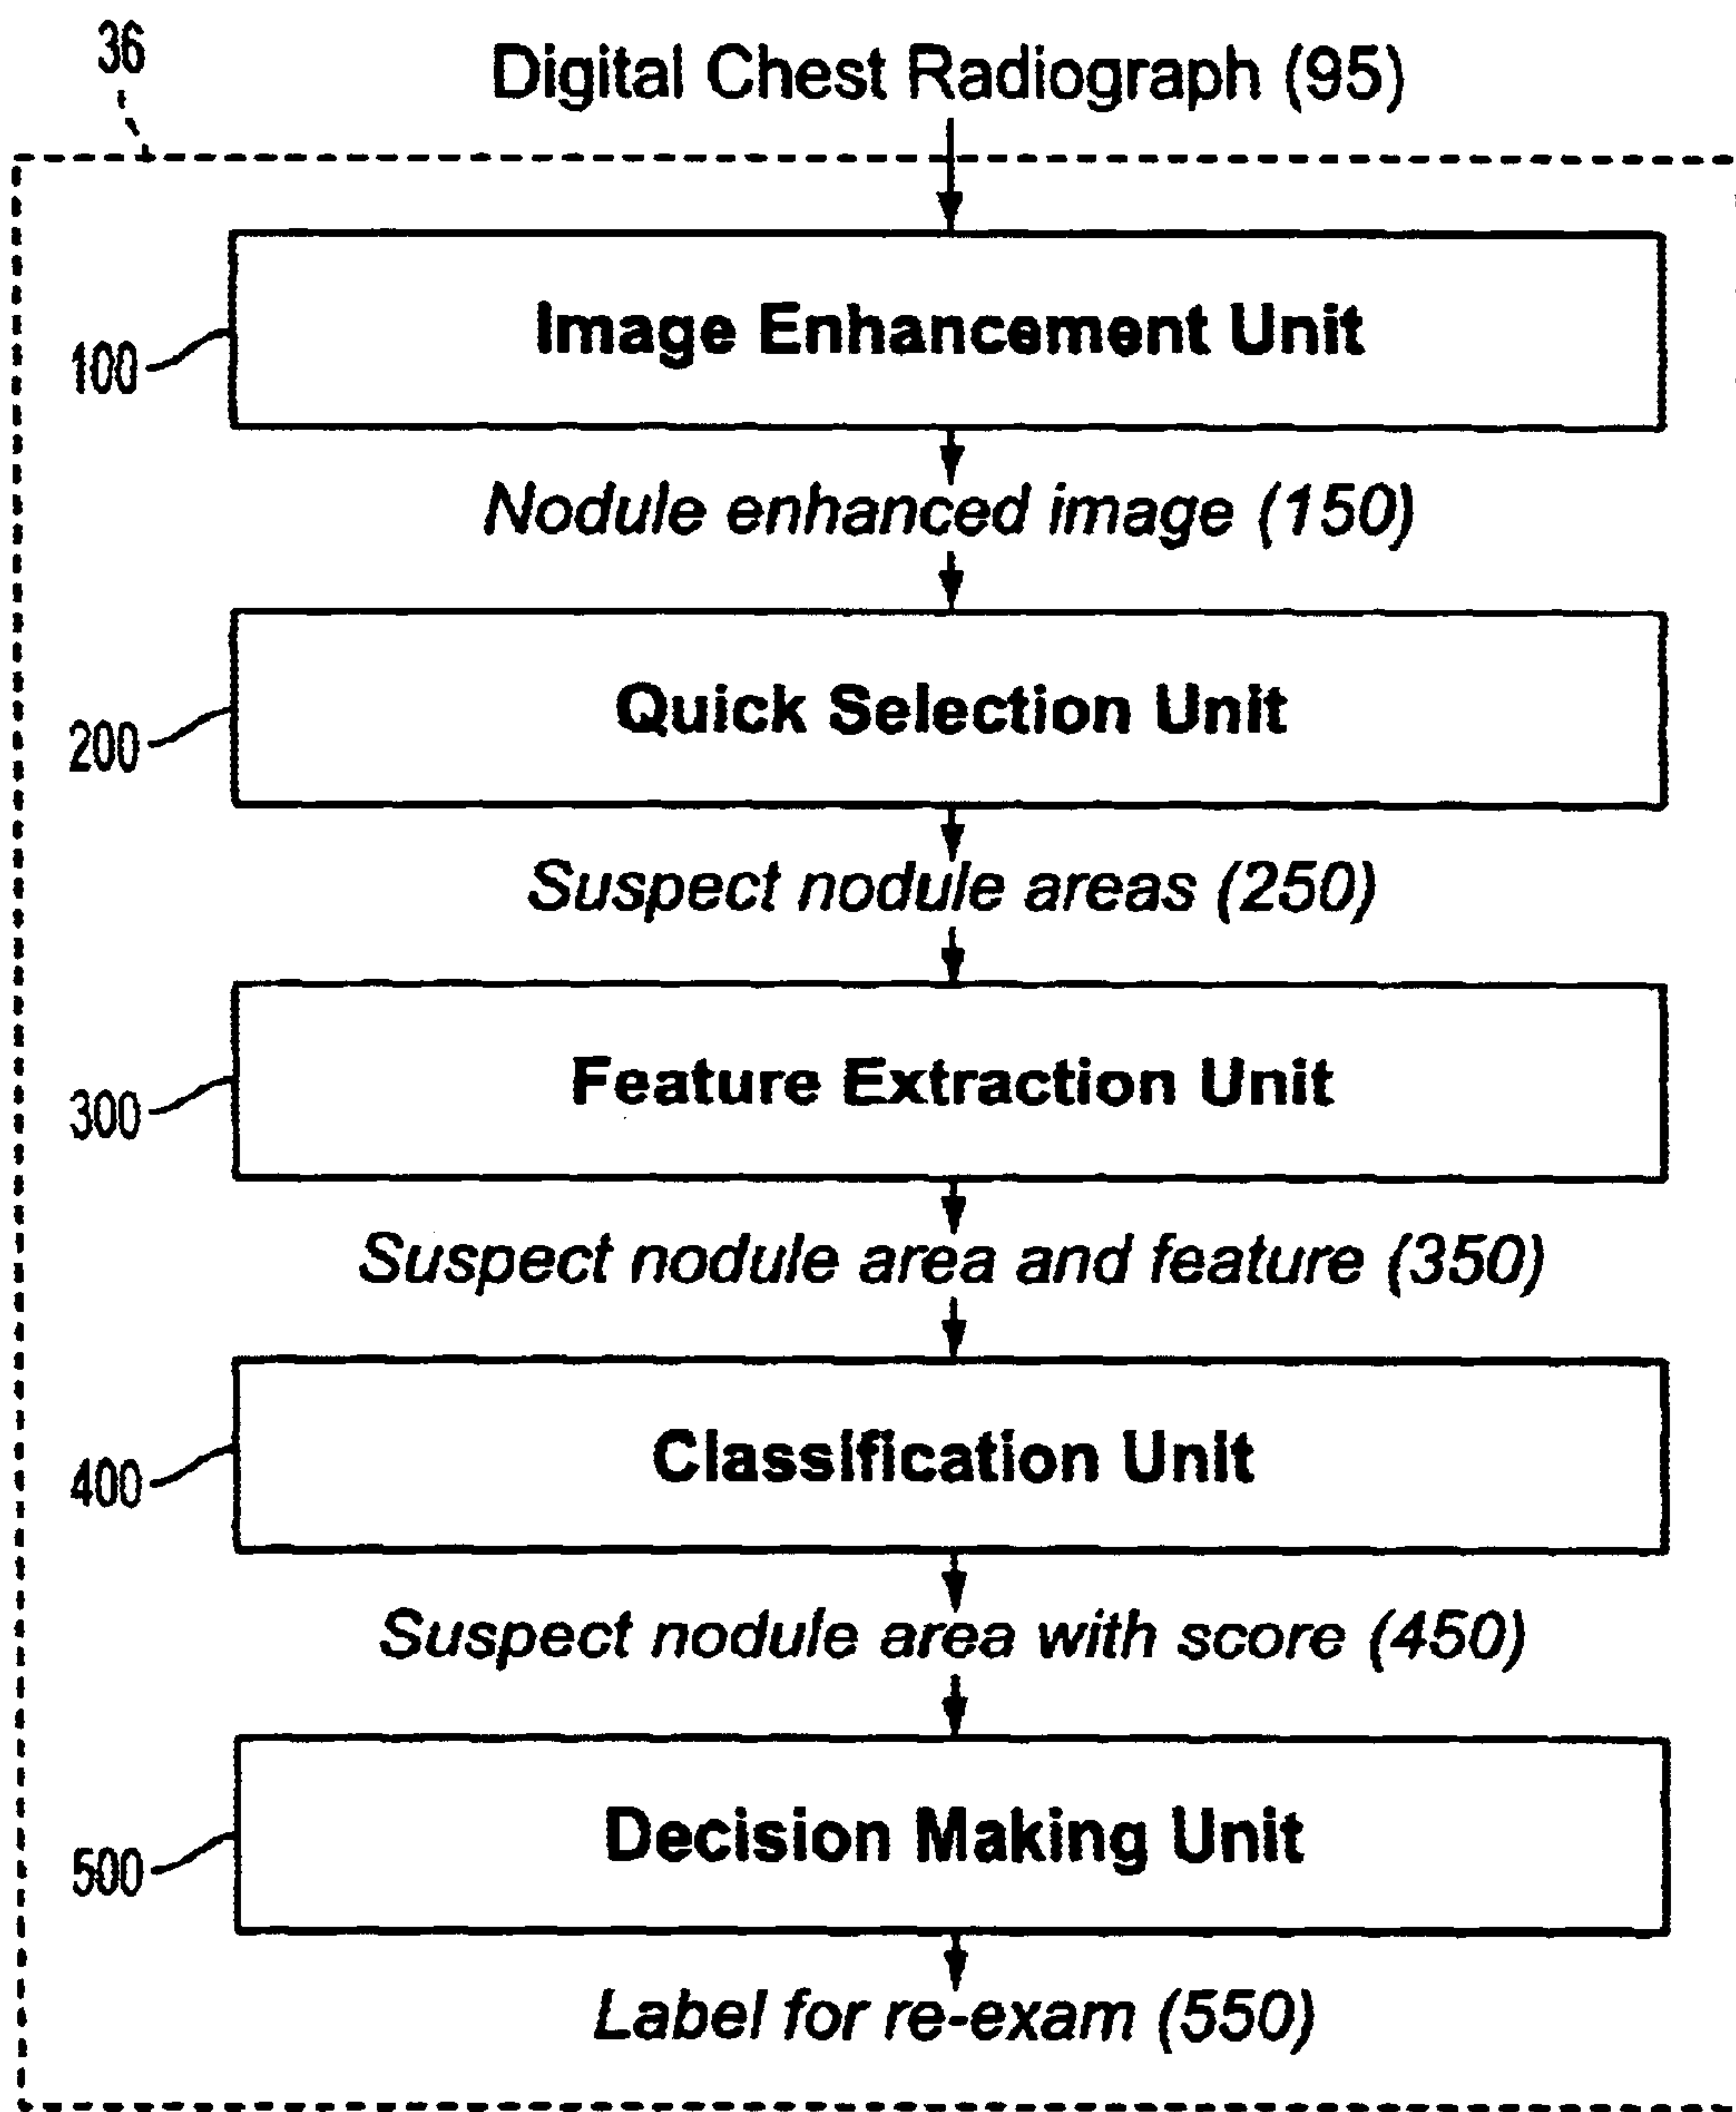 36
Digital Chest Radiograph (95)
Image Enhancement Unit
100
Nodule enhanced image (150)
Quick Selection Unit
200
Suspect nodule areas (250)
Feature Extraction Unit
300
Suspect nodule area and feature (350)
Classification Unit
400
Suspect nodule area with score (450)
Decision Making Unit
500
Label for re-exam (550)